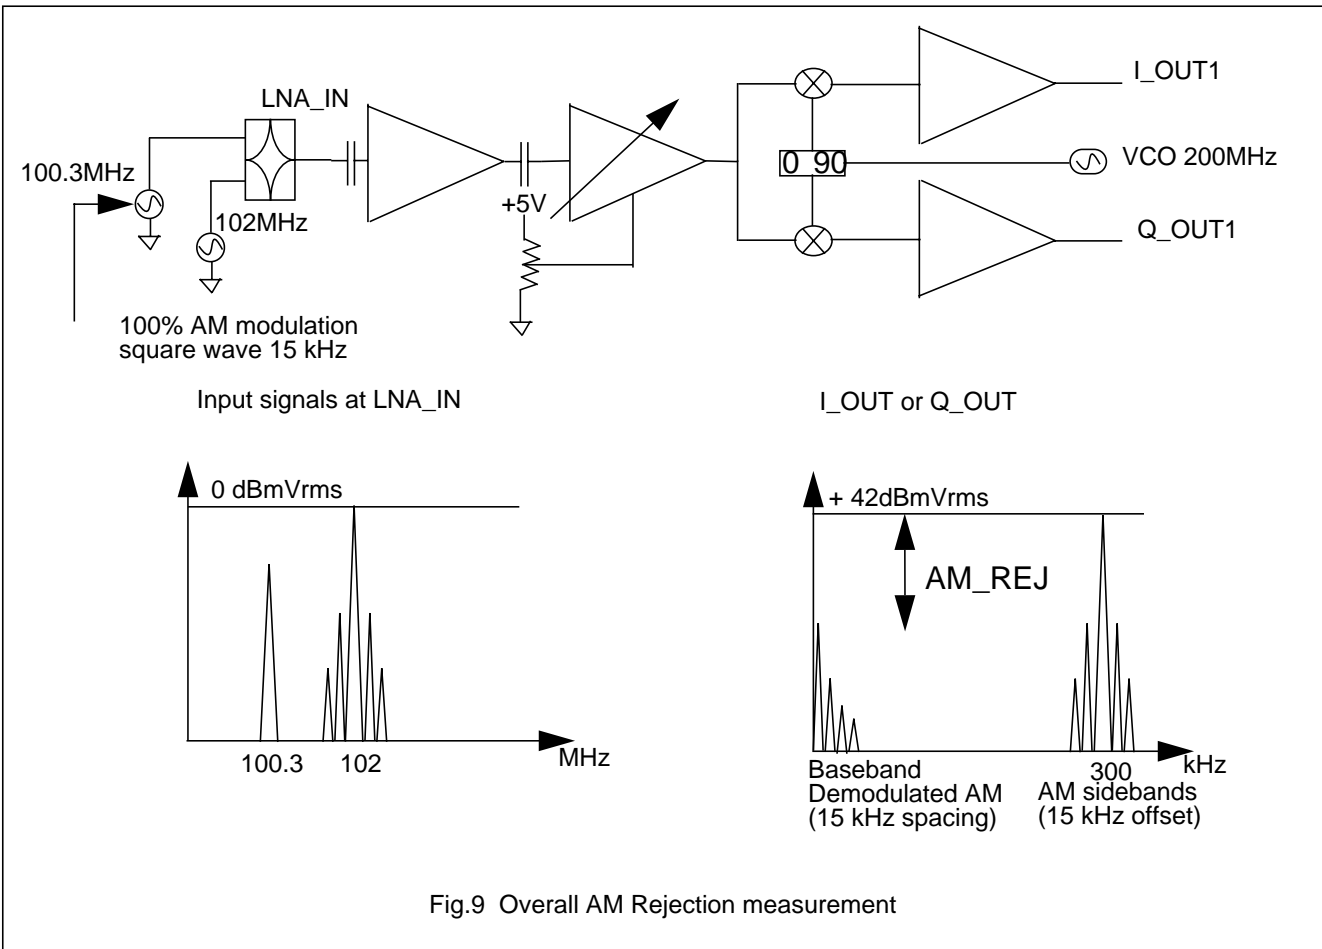 LNA_IN
I_OUT1
100.3MHz
0 90
VCO 200MHz
+5V
102MHz
Q_OUT1
100% AM modulation
square wave 15 kHz
Input signals at LNA_IN
I_OUT or Q_OUT
0 dBmVrms
+ 42dBmVrms
AM_REJ
100.3
102
MHz
Baseband
Demodulated AM
(15 kHz spacing)
300
kHz
AM sidebands
(15 kHz offset)
Fig.9 Overall AM Rejection measurement